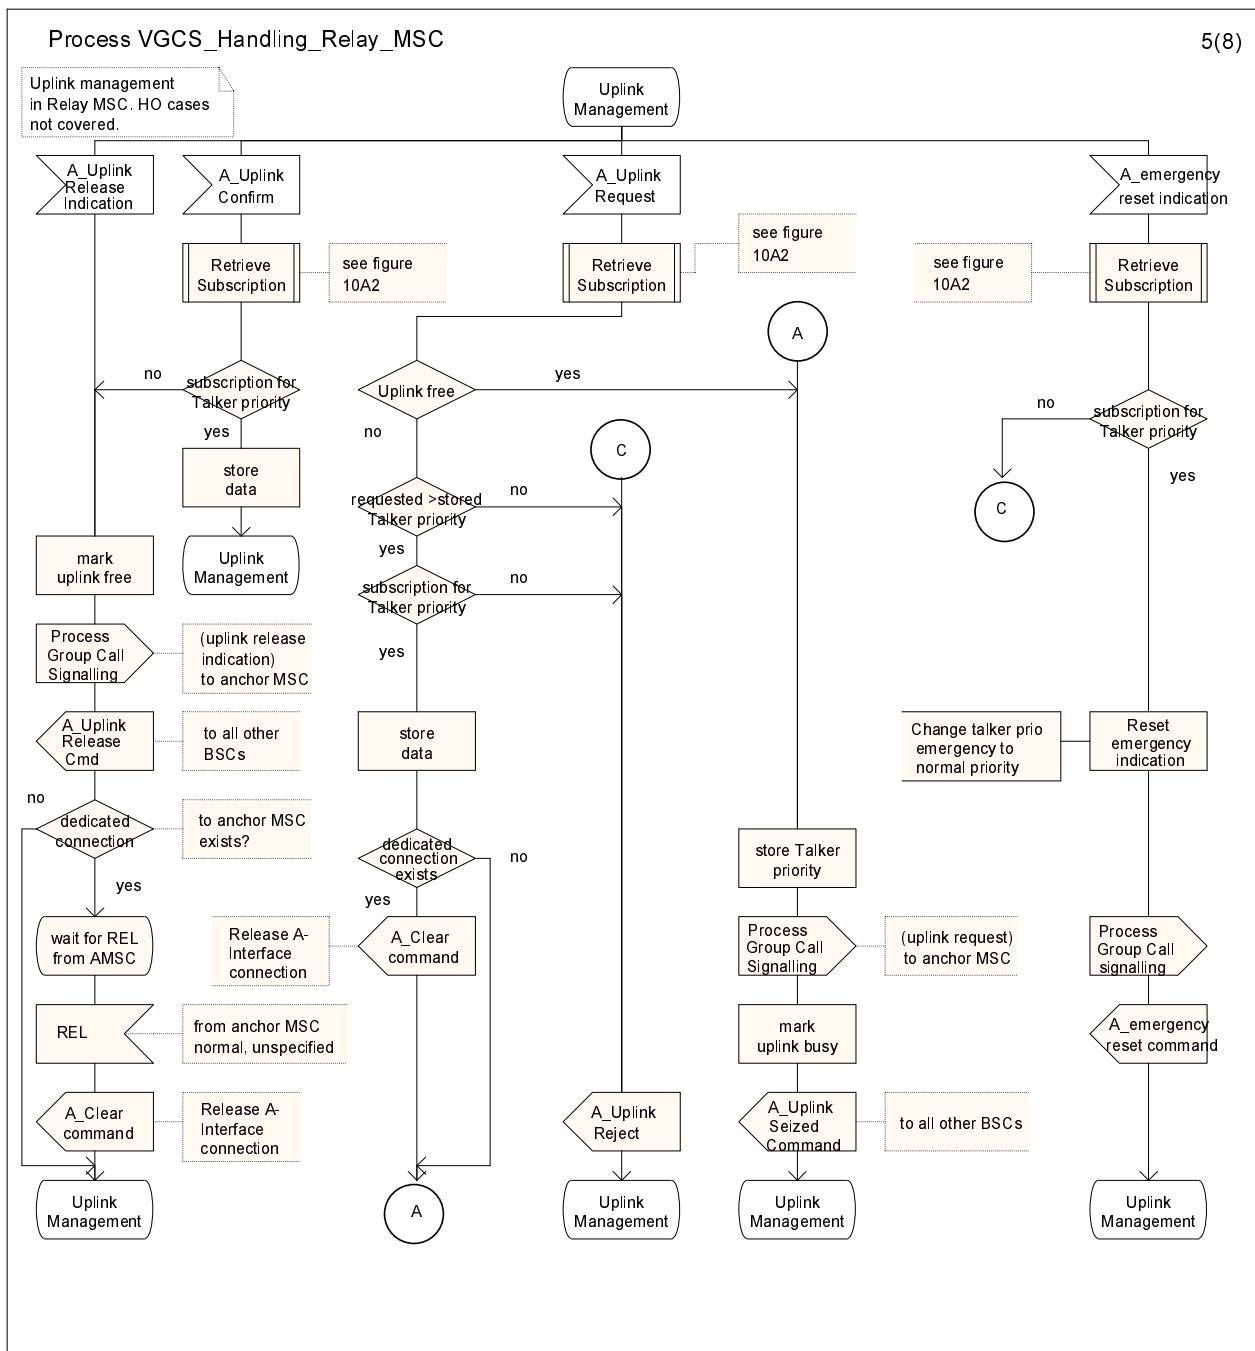 Process VGCS_Handling_Relay_MSC
5(8)
Uplink management
in Relay MSC. HO cases
not covered.
Uplink
Management
A_Uplink
Release
Indication
A_Uplink
Confirm
A_Uplink
Request
A_emergency
reset indication
Retrieve
Subscription
see figure
10A2
Retrieve
Subscription
see figure
10A2
see figure
10A2
Retrieve
Subscription
A
no
subscription for
Talker priority
yes
Uplink free
yes
no
no
subscription for
Talker priority
yes
C
store
data
requested >stored
Talker priority
no
yes
C
mark
uplink free
Uplink
Management
subscription for
Talker priority
no
yes
Process
Group Call
Signalling
(uplink release
indication)
to anchor MSC
A_Uplink
Release
Cmd
to all other
BSCs
store
data
Change talker prio
emergency to
normal priority
Reset
emergency
indication
no
dedicated
connection
to anchor MSC
exists?
yes
dedicated
connection
exists
no
yes
store Talker
priority
wait for REL
from AMSC
Release A-
Interface
connection
A_Clear
command
Process
Group Call
Signalling
(uplink request)
to anchor MSC
Process
Group Call
signalling
REL
from anchor MSC
normal, unspecified
mark
uplink busy
A_emergency
reset command
A_Clear
command
Release A-
Interface
connection
A_Uplink
Reject
A_Uplink
Seized
Command
to all other BSCs
Uplink
Management
A
Uplink
Management
Uplink
Management
Uplink
Management